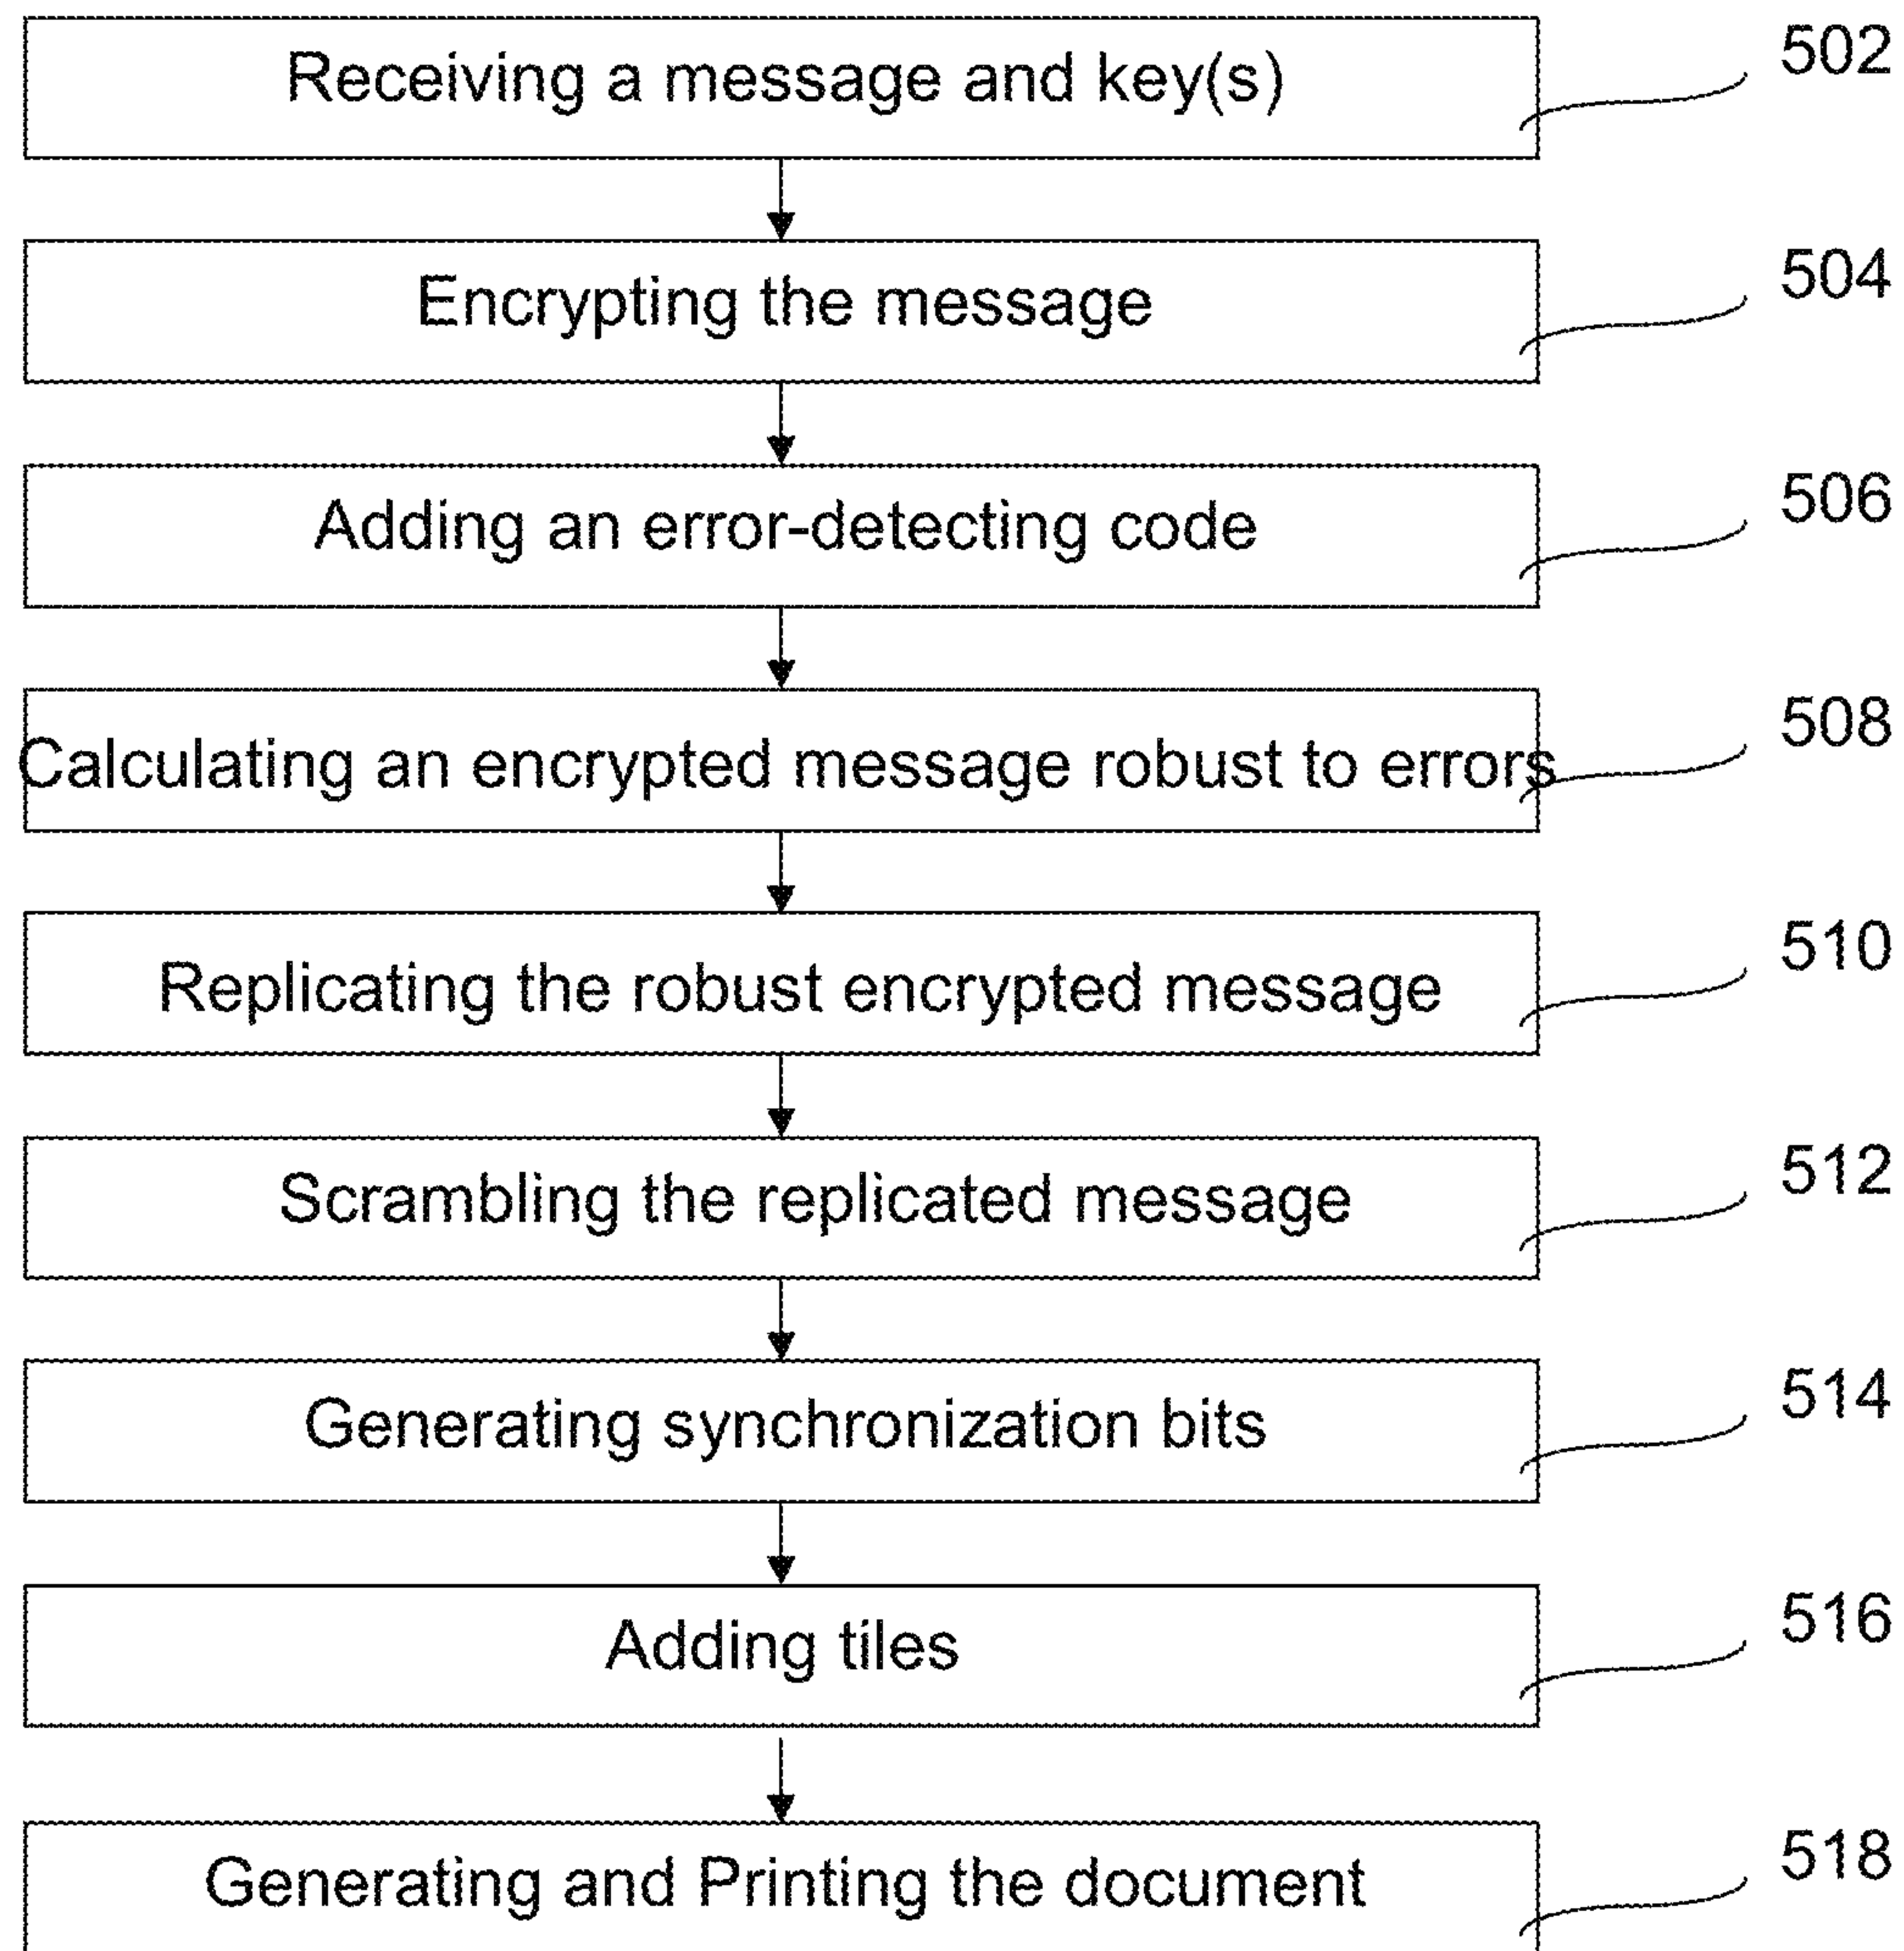 Receiving a message and key(s) 502
Encrypting the message 504
Adding an error-detecting code 506
Calculating an encrypted message robust to errors 508
Replicating the robust encrypted message 510
Scrambling the replicated message 512
Generating synchronization bits 514
Adding tiles 516
Generating and Printing the document 518